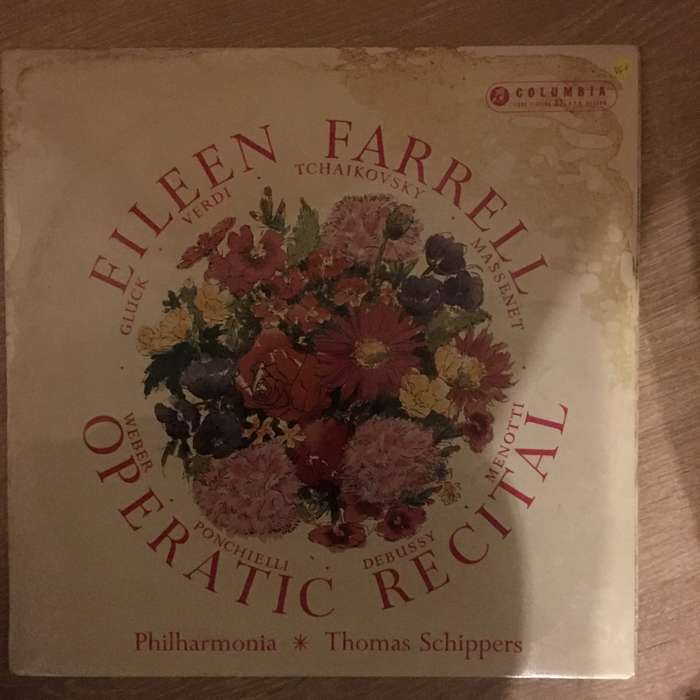 COLUMBIA
EILEEN FARRELL
GLUCK · VERDI · TCHAIKOVSKY · MASSENET
WEBER · PONCHIELLI · DEBUSSY · MENOTTI
OPERATIC RECITAL
Philharmonia * Thomas Schippers